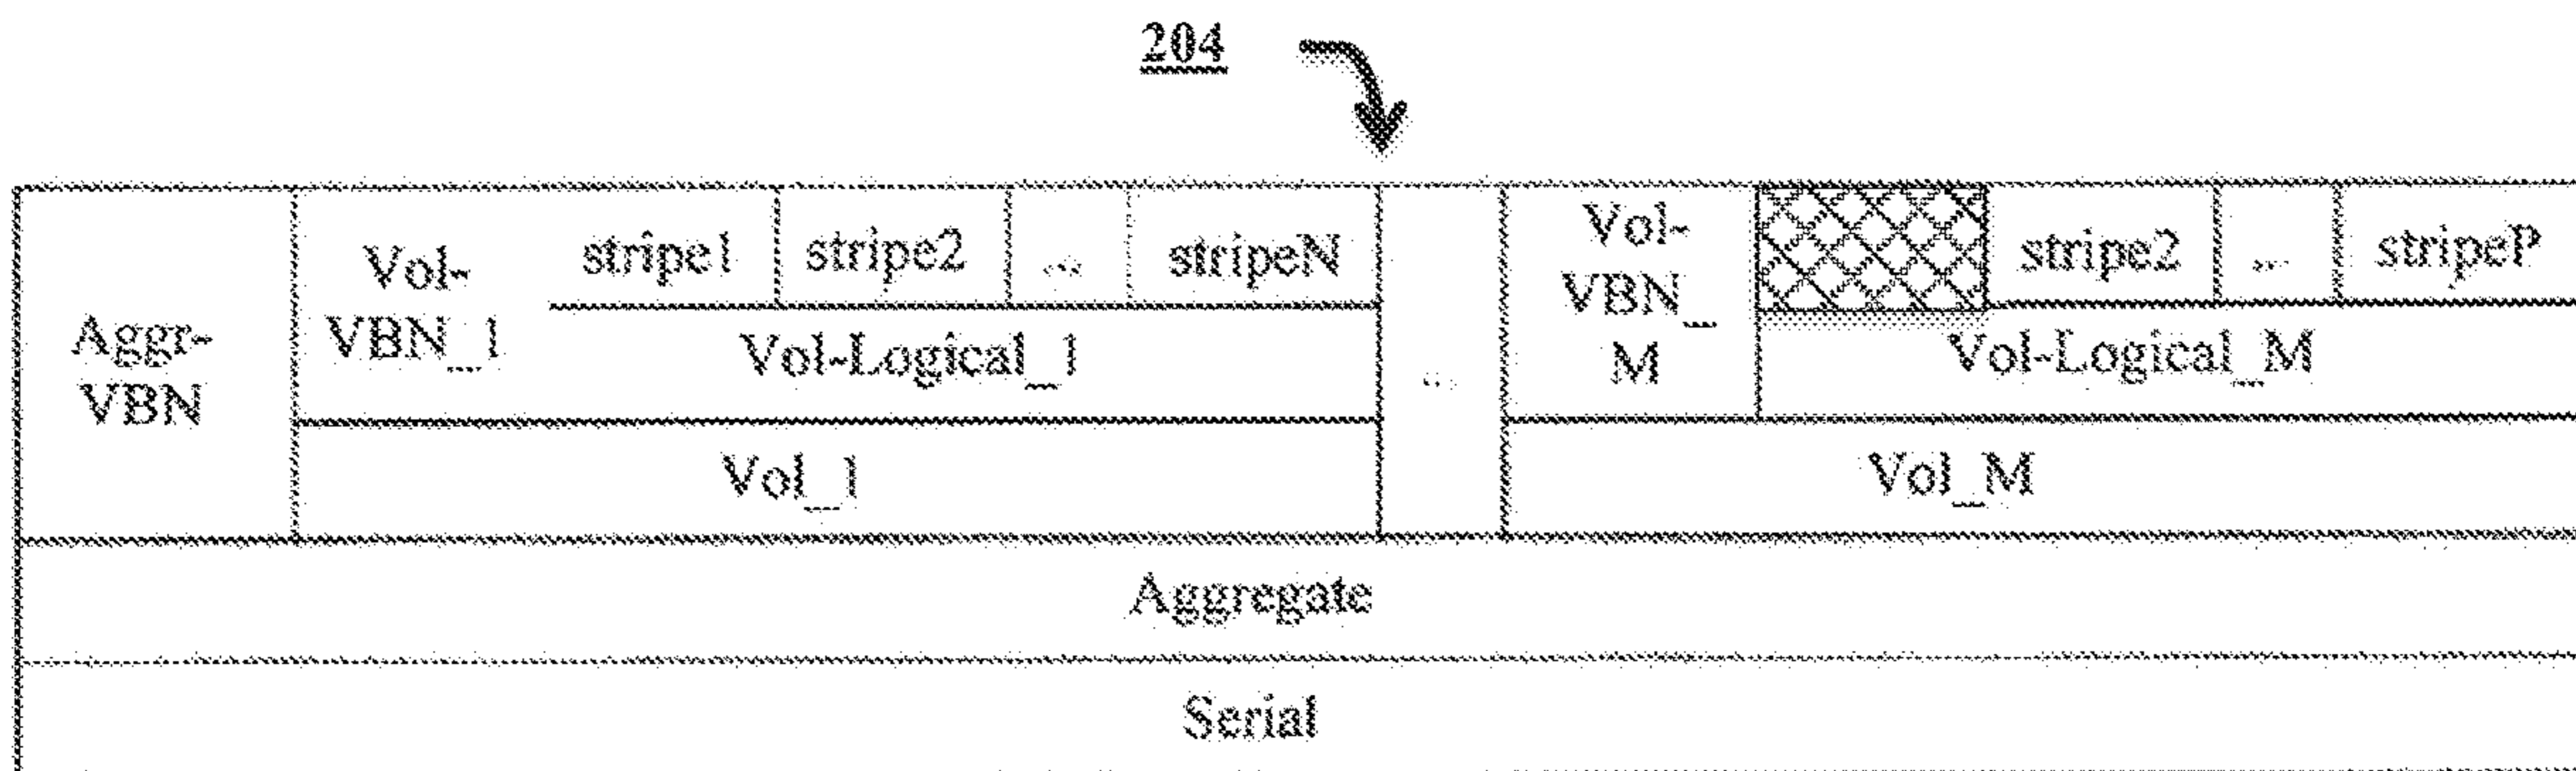 204
Aggr-
VBN
Vol-
VBN_1
stripe1
stripe2
...
stripeN
Vol-Logical_1
Vol_1
...
Vol-
VBN_
M
stripe2
...
stripeP
Vol-Logical_M
Vol_M
Aggregate
Serial